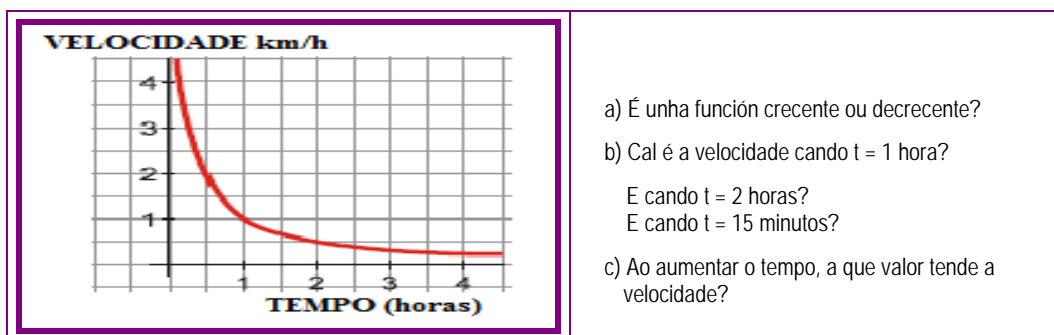 VELOCIDADE km/h
4
3
2
1
1 2 3 4
TEMPO (horas)
a) É unha función crecente ou decrecente?
b) Cal é a velocidade cando t = 1 hora?
E cando t = 2 horas?
E cando t = 15 minutos?
c) Ao aumentar o tempo, a que valor tende a
velocidade?